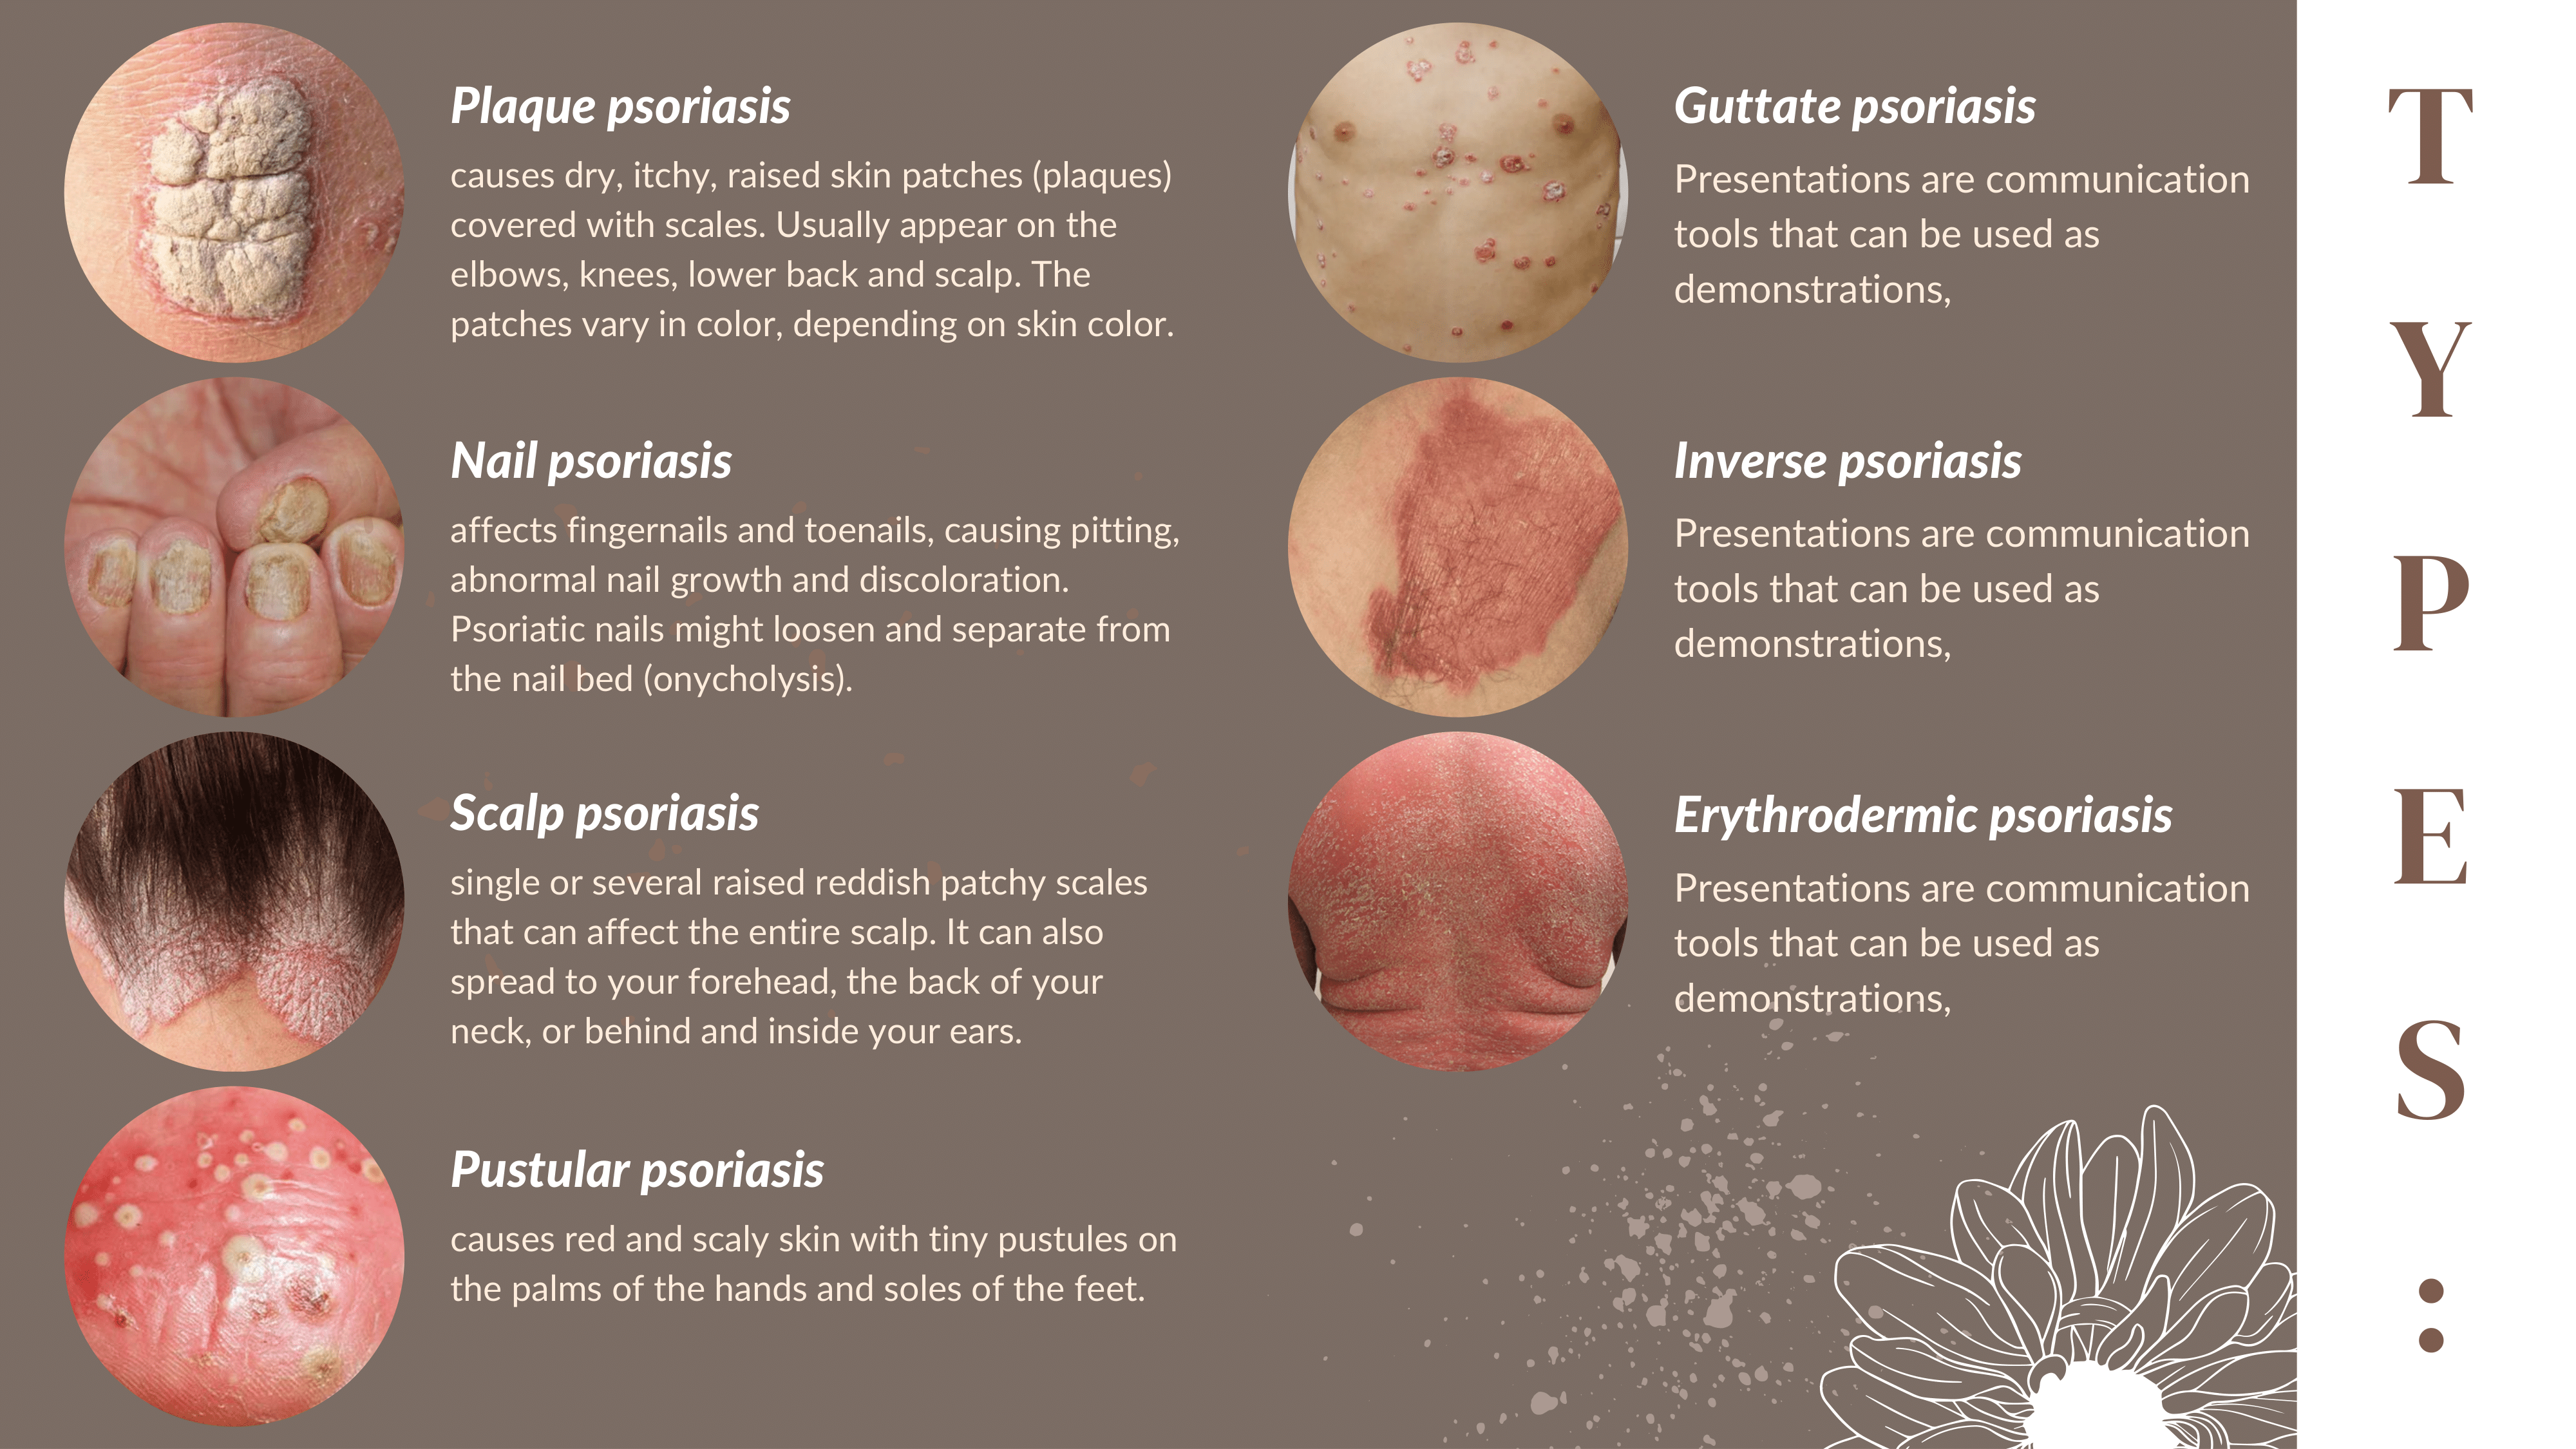 Plaque psoriasis
causes dry, itchy, raised skin patches (plaques)
covered with scales. Usually appear on the
elbows, knees, lower back and scalp. The
patches vary in color, depending on skin color.
Nail psoriasis
affects fingernails and toenails, causing pitting,
abnormal nail growth and discoloration.
Psoriatic nails might loosen and separate from
the nail bed (onycholysis).
Scalp psoriasis
single or several raised reddish patchy scales
that can affect the entire scalp. It can also
spread to your forehead, the back of your
neck, or behind and inside your ears.
Pustular psoriasis
causes red and scaly skin with tiny pustules on
the palms of the hands and soles of the feet.
Guttate psoriasis
Presentations are communication
tools that can be used as
demonstrations,
Inverse psoriasis
Presentations are communication
tools that can be used as
demonstrations,
Erythrodermic psoriasis
Presentations are communication
tools that can be used as
demonstrations,
T
Y
P
E
S
: